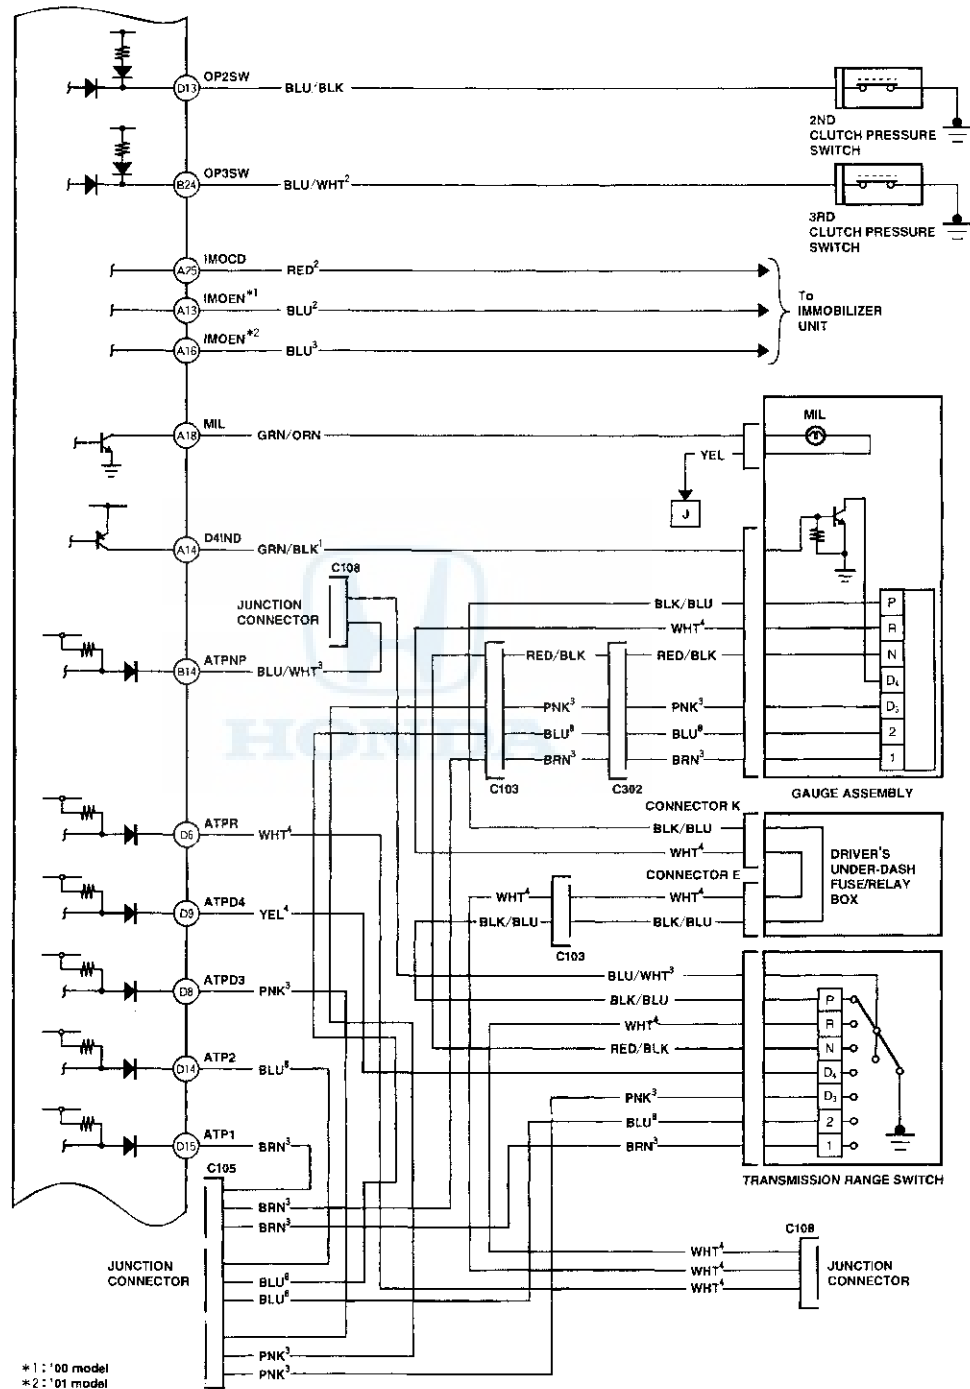 OP2SW
D13
BLU/BLK
2ND
CLUTCH PRESSURE
SWITCH
OP3SW
B24
BLU/WHT²
3RD
CLUTCH PRESSURE
SWITCH
IMOCD
A25
RED²
IMOEN*1
A13
BLU²
IMOEN*2
A16
BLU³
To
IMMOBILIZER
UNIT
MIL
A18
GRN/ORN
MIL
YEL
J
D4IND
A14
GRN/BLK¹
C108
JUNCTION
CONNECTOR
ATPNP
B14
BLU/WHT³
BLK/BLU
P
WHT⁴
R
RED/BLK
RED/BLK
N
D₄
PNK³
PNK³
D₃
BLU⁸
BLU⁸
2
BRN³
BRN³
1
C103
C302
GAUGE ASSEMBLY
HONDA
CONNECTOR K
BLK/BLU
WHT⁴
CONNECTOR E
WHT⁴
WHT⁴
BLK/BLU
BLK/BLU
C103
DRIVER'S
UNDER-DASH
FUSE/RELAY
BOX
ATPR
D6
WHT⁴
ATPD4
D9
YEL⁴
ATPD3
D8
PNK³
ATP2
D14
BLU⁸
ATP1
D15
BRN³
BLU/WHT³
BLK/BLU
P
WHT⁴
R
RED/BLK
N
D₄
PNK³
D₃
BLU⁸
2
BRN³
1
TRANSMISSION RANGE SWITCH
C105
BRN³
BRN³
JUNCTION
CONNECTOR
BLU⁸
BLU⁸
PNK³
PNK³
C108
WHT⁴
WHT⁴
WHT⁴
JUNCTION
CONNECTOR
*1: '00 model
*2: '01 model